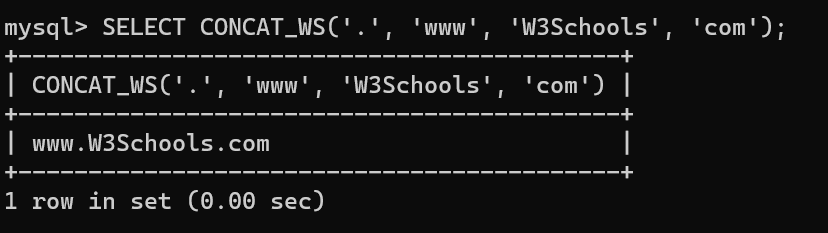 mysql> SELECT CONCAT_WS('.', 'www', 'W3Schools', 'com');
+-------------------------------------------+
| CONCAT_WS('.', 'www', 'W3Schools', 'com') |
+-------------------------------------------+
| www.W3Schools.com                         |
+-------------------------------------------+
1 row in set (0.00 sec)